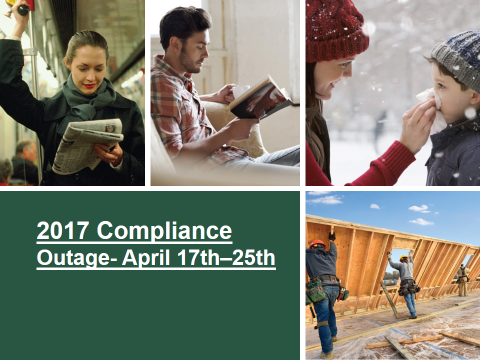 2017 Compliance
Outage- April 17th–25th